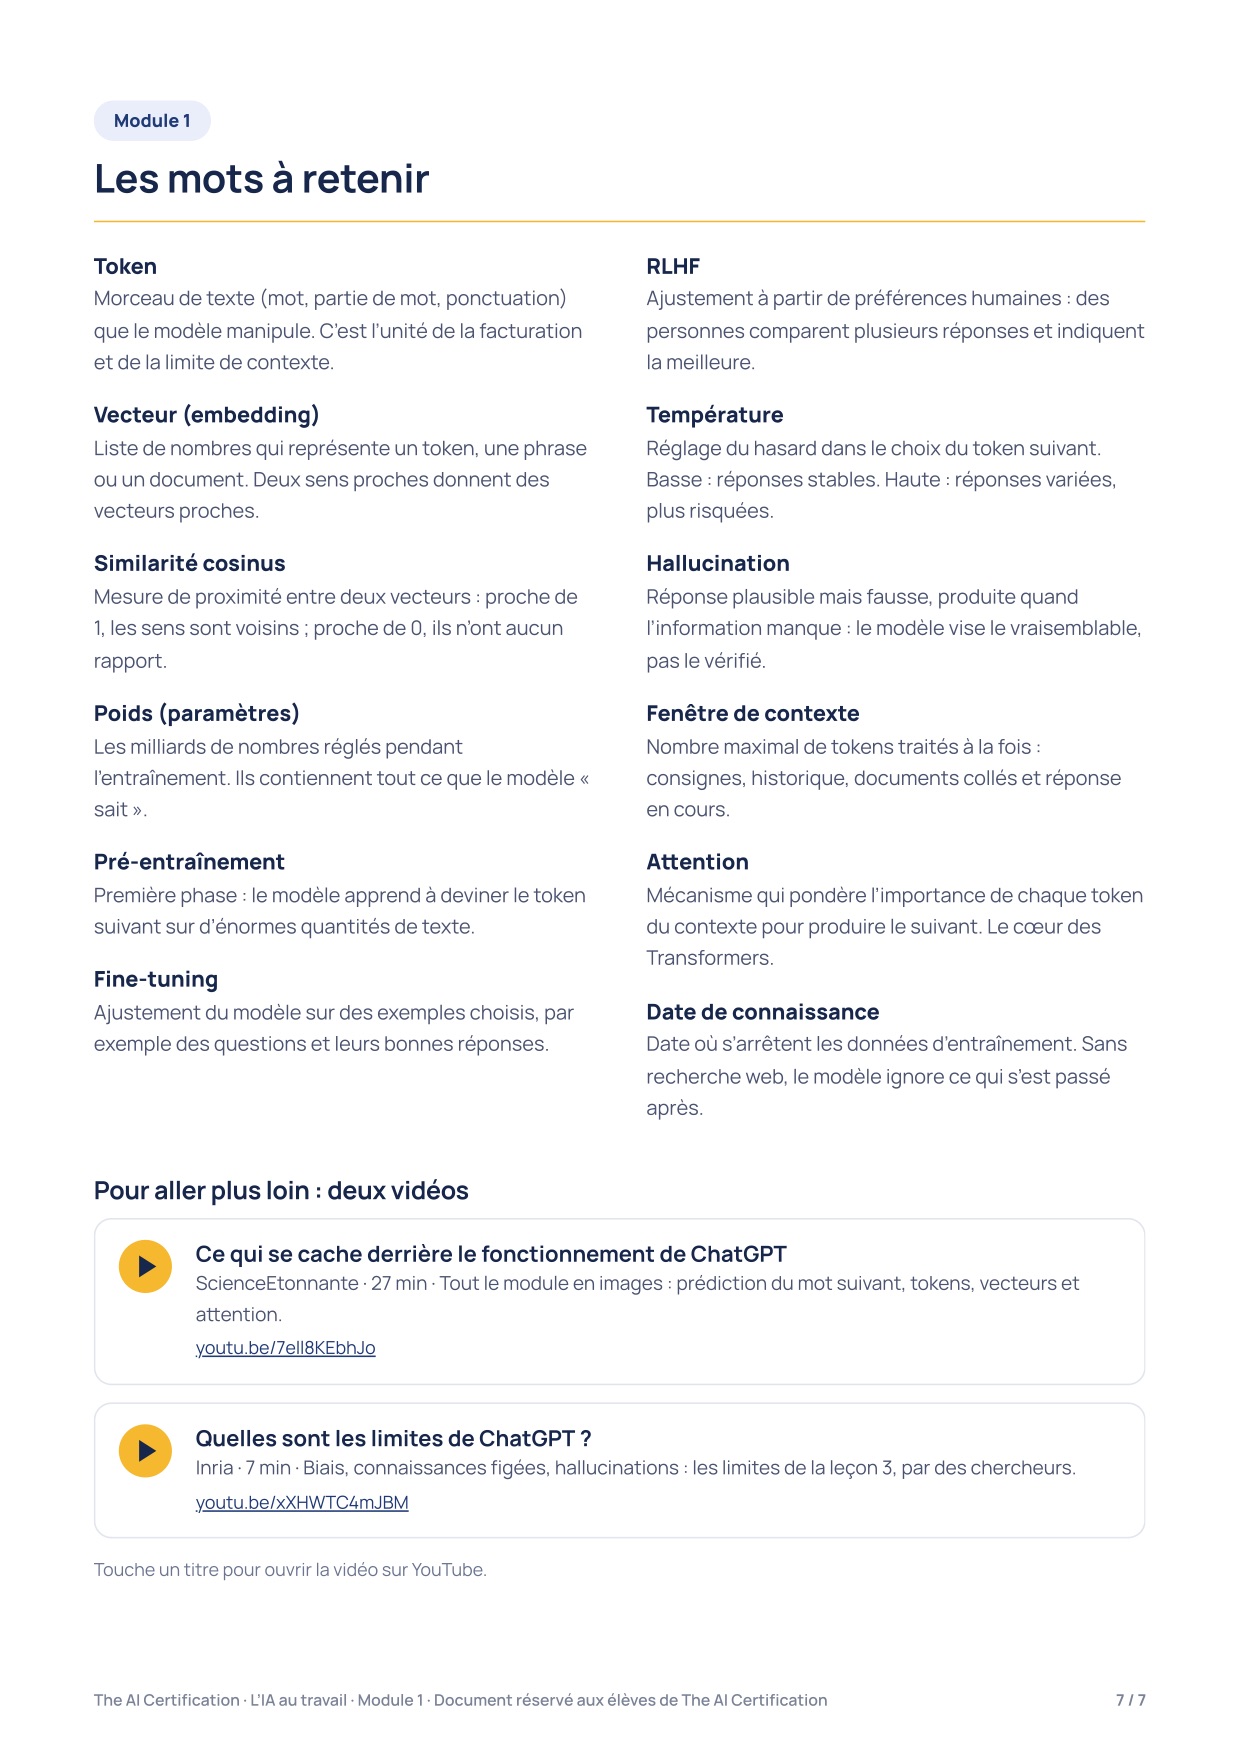 Module 1
Les mots à retenir
Token
Morceau de texte (mot, partie de mot, ponctuation)
que le modèle manipule. C’est l’unité de la facturation
et de la limite de contexte.
Vecteur (embedding)
Liste de nombres qui représente un token, une phrase
ou un document. Deux sens proches donnent des
vecteurs proches.
Similarité cosinus
Mesure de proximité entre deux vecteurs : proche de
1, les sens sont voisins ; proche de 0, ils n’ont aucun
rapport.
Poids (paramètres)
Les milliards de nombres réglés pendant
l’entraînement. Ils contiennent tout ce que le modèle «
sait ».
Pré-entraînement
Première phase : le modèle apprend à deviner le token
suivant sur d’énormes quantités de texte.
Fine-tuning
Ajustement du modèle sur des exemples choisis, par
exemple des questions et leurs bonnes réponses.
RLHF
Ajustement à partir de préférences humaines : des
personnes comparent plusieurs réponses et indiquent
la meilleure.
Température
Réglage du hasard dans le choix du token suivant.
Basse : réponses stables. Haute : réponses variées,
plus risquées.
Hallucination
Réponse plausible mais fausse, produite quand
l’information manque : le modèle vise le vraisemblable,
pas le vérifié.
Fenêtre de contexte
Nombre maximal de tokens traités à la fois :
consignes, historique, documents collés et réponse
en cours.
Attention
Mécanisme qui pondère l’importance de chaque token
du contexte pour produire le suivant. Le cœur des
Transformers.
Date de connaissance
Date où s’arrêtent les données d’entraînement. Sans
recherche web, le modèle ignore ce qui s’est passé
après.
Pour aller plus loin : deux vidéos
Ce qui se cache derrière le fonctionnement de ChatGPT
ScienceEtonnante · 27 min · Tout le module en images : prédiction du mot suivant, tokens, vecteurs et
attention.
youtu.be/7ell8KEbhJo
Quelles sont les limites de ChatGPT ?
Inria · 7 min · Biais, connaissances figées, hallucinations : les limites de la leçon 3, par des chercheurs.
youtu.be/xXHWTC4mJBM
Touche un titre pour ouvrir la vidéo sur YouTube.
The AI Certification · L’IA au travail · Module 1 · Document réservé aux élèves de The AI Certification
7 / 7